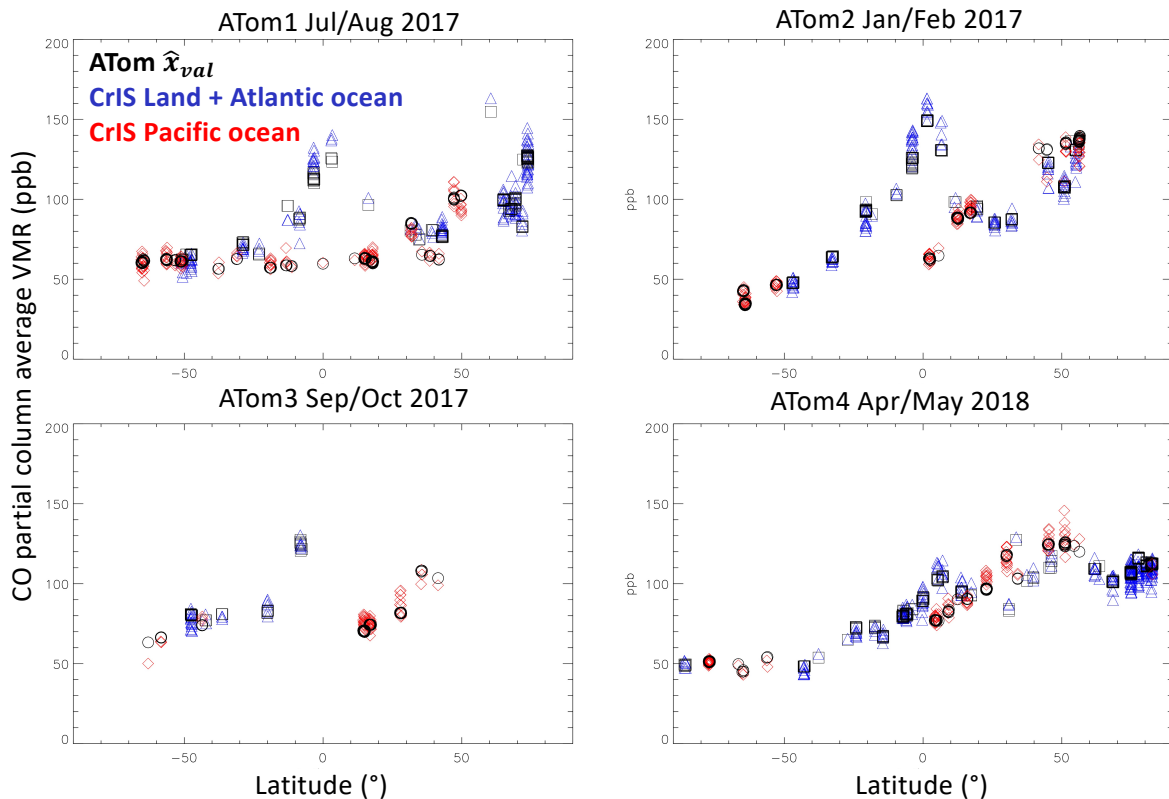 ATom1 Jul/Aug 2017
ATom2 Jan/Feb 2017
ATom x̂val
CrIS Land + Atlantic ocean
CrIS Pacific ocean
200
150
100
50
0
−50
0
50
200
150
100
50
0
ppb
−50
0
50
CO partial column average VMR (ppb)
ATom3 Sep/Oct 2017
ATom4 Apr/May 2018
200
150
100
50
0
−50
0
50
Latitude (°)
200
150
100
50
0
ppb
−50
0
50
Latitude (°)